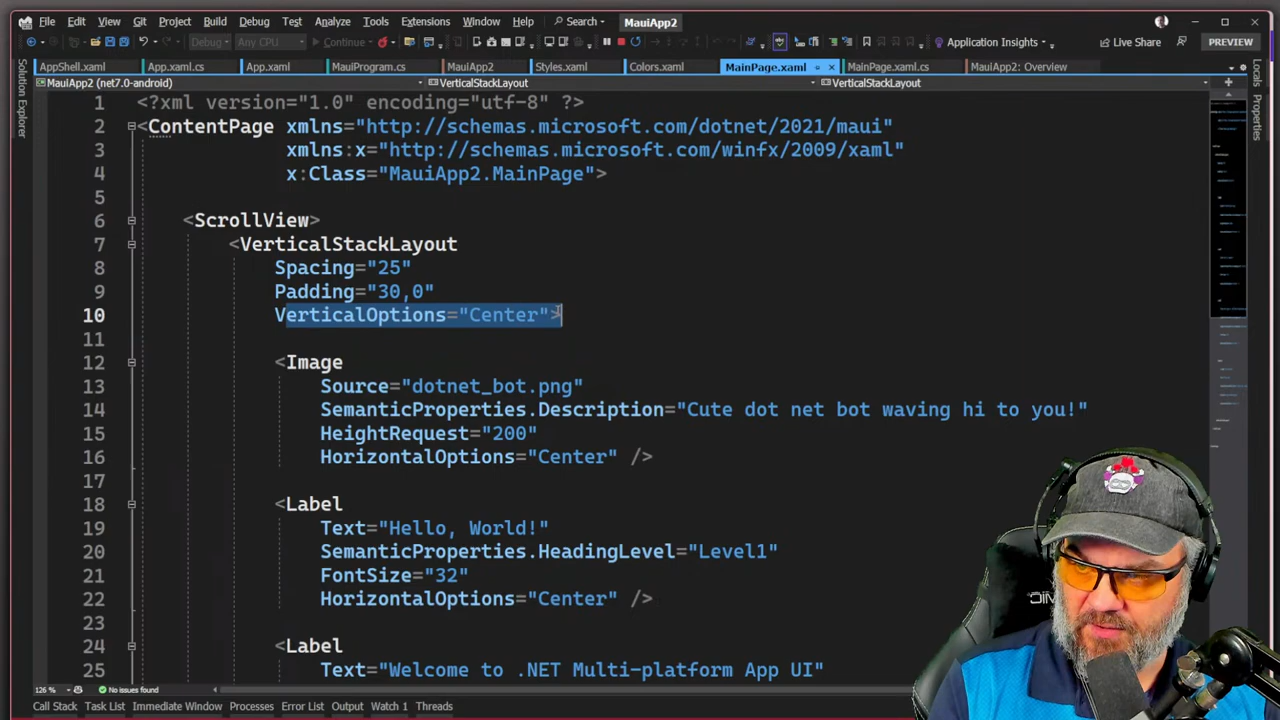 File Edit View Git Project Build Debug Test Analyze Tools Extensions Window Help Search MauiApp2
Debug Any CPU Continue Application Insights Live Share PREVIEW
AppShell.xaml App.xaml.cs App.xaml MauiProgram.cs MauiApp2 Styles.xaml Colors.xaml MainPage.xaml MainPage.xaml.cs MauiApp2: Overview
MauiApp2 (net7.0-android) VerticalStackLayout VerticalStackLayout
Solution Explorer
Locals
Properties
1 <?xml version="1.0" encoding="utf-8" ?>
2 <ContentPage xmlns="http://schemas.microsoft.com/dotnet/2021/maui"
3 xmlns:x="http://schemas.microsoft.com/winfx/2009/xaml"
4 x:Class="MauiApp2.MainPage">
5
6 <ScrollView>
7 <VerticalStackLayout
8 Spacing="25"
9 Padding="30,0"
10 VerticalOptions="Center">
11
12 <Image
13 Source="dotnet_bot.png"
14 SemanticProperties.Description="Cute dot net bot waving hi to you!"
15 HeightRequest="200"
16 HorizontalOptions="Center" />
17
18 <Label
19 Text="Hello, World!"
20 SemanticProperties.HeadingLevel="Level1"
21 FontSize="32"
22 HorizontalOptions="Center" />
23
24 <Label
25 Text="Welcome to .NET Multi-platform App UI"
126 % No issues found
Call Stack Task List Immediate Window Processes Error List Output Watch 1 Threads